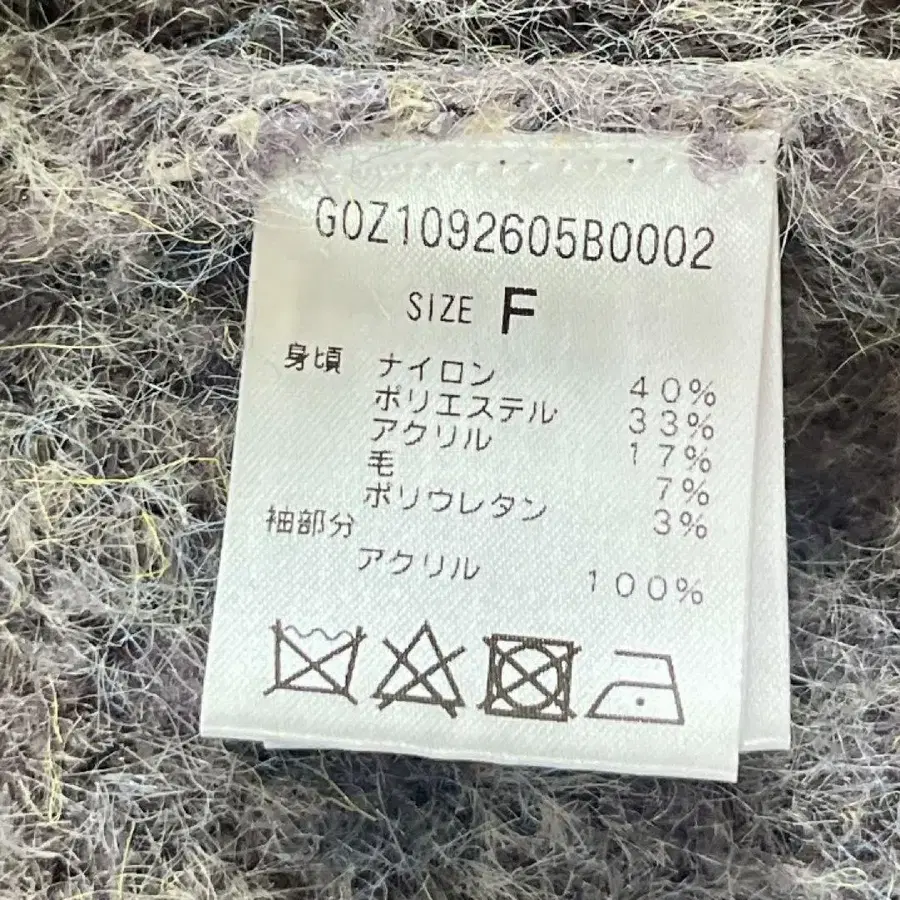 G0Z1092605B0002
SIZE F
身頃 ナイロン 40%
ポリエステル 33%
アクリル 17%
毛 7%
ポリウレタン 3%
袖部分
アクリル 100%